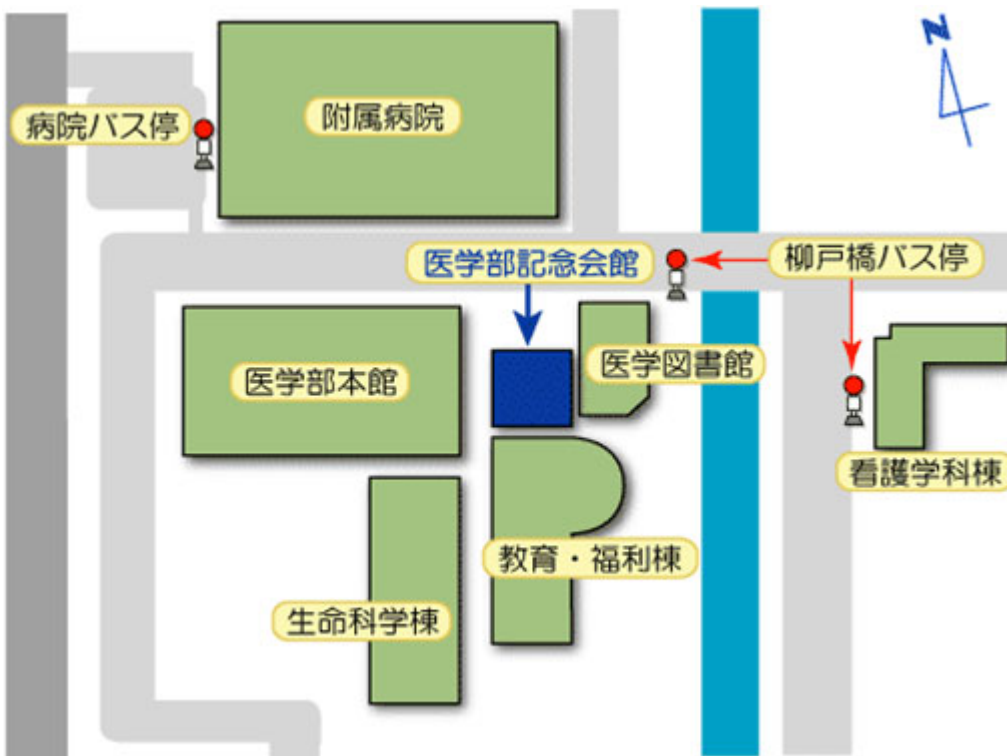 N
附属病院
病院バス停
医学部記念会館
柳戸橋バス停
医学部本館
医学図書館
看護学科棟
教育・福利棟
生命科学棟